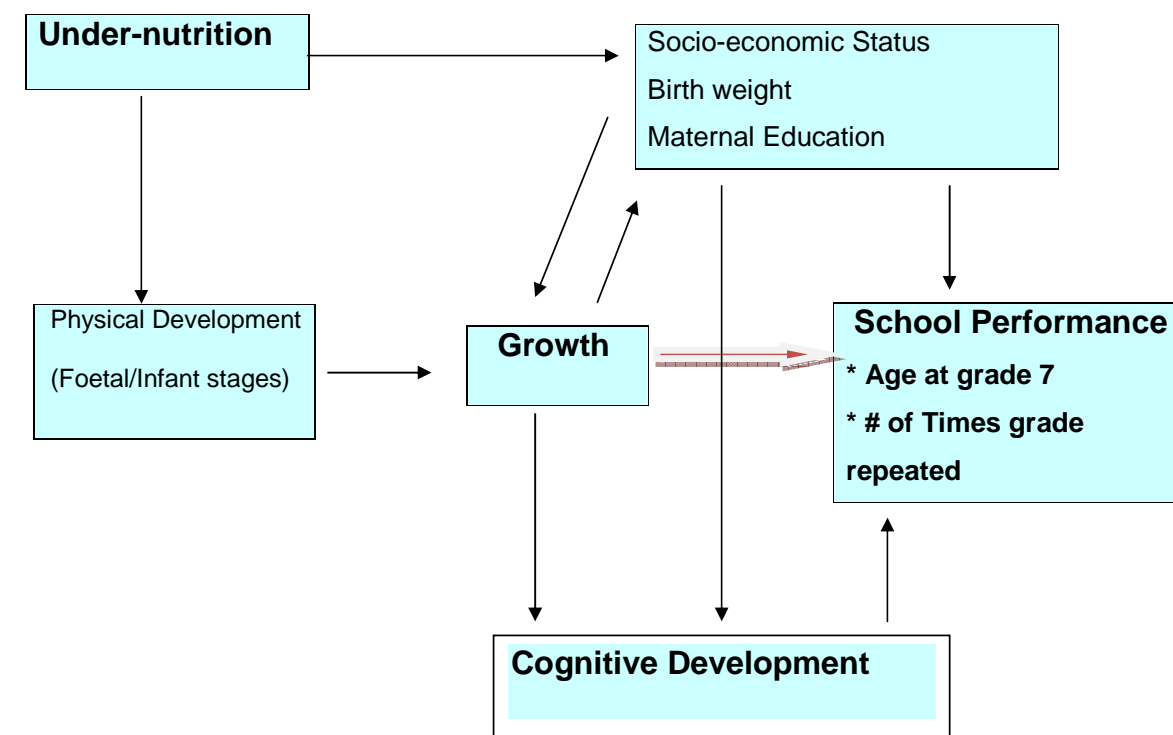 Under-nutrition
Socio-economic Status
Birth weight
Maternal Education
Physical Development
(Foetal/Infant stages)
Growth
School Performance
* Age at grade 7
* # of Times grade
repeated
Cognitive Development